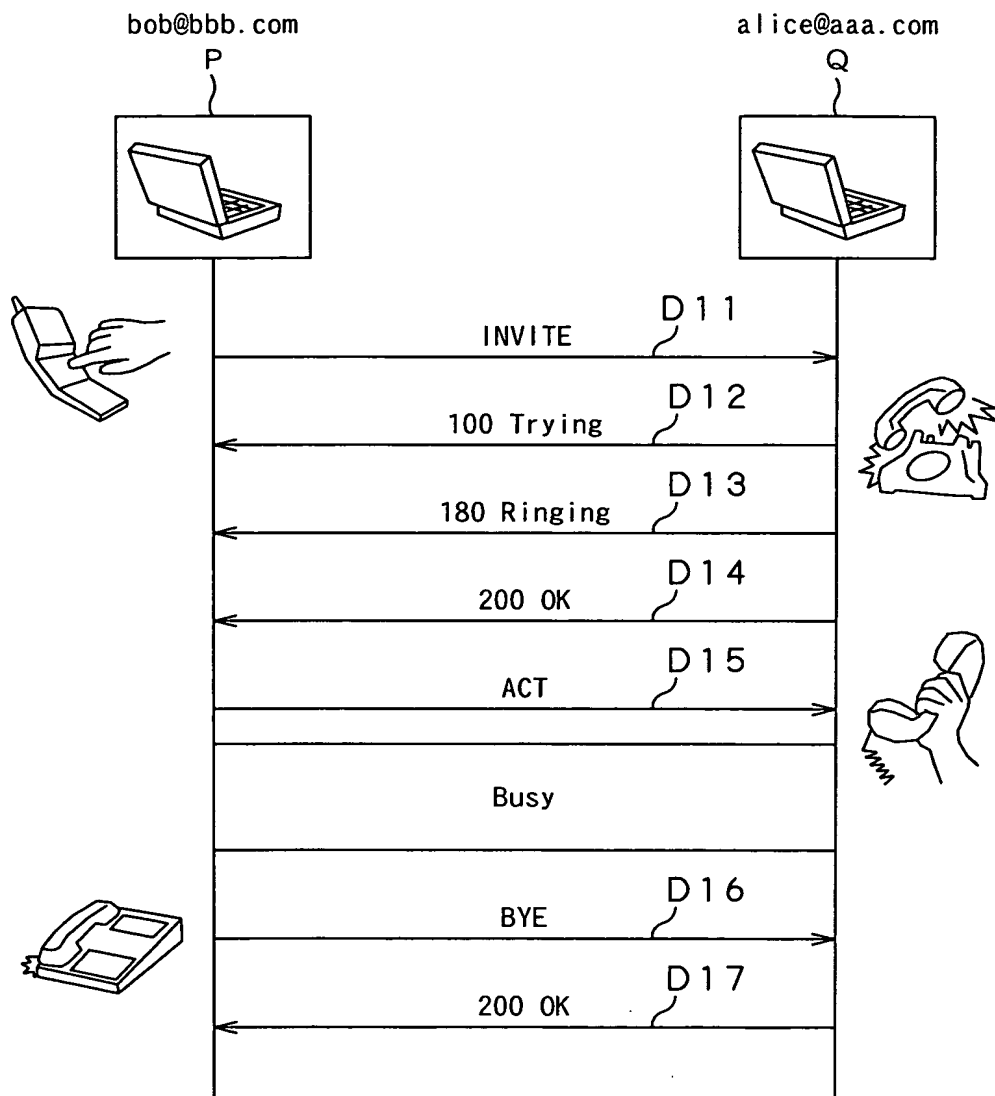 bob@bbb.com
alice@aaa.com
P
Q
D11
INVITE
D12
100 Trying
D13
180 Ringing
D14
200 OK
D15
ACT
Busy
D16
BYE
D17
200 OK